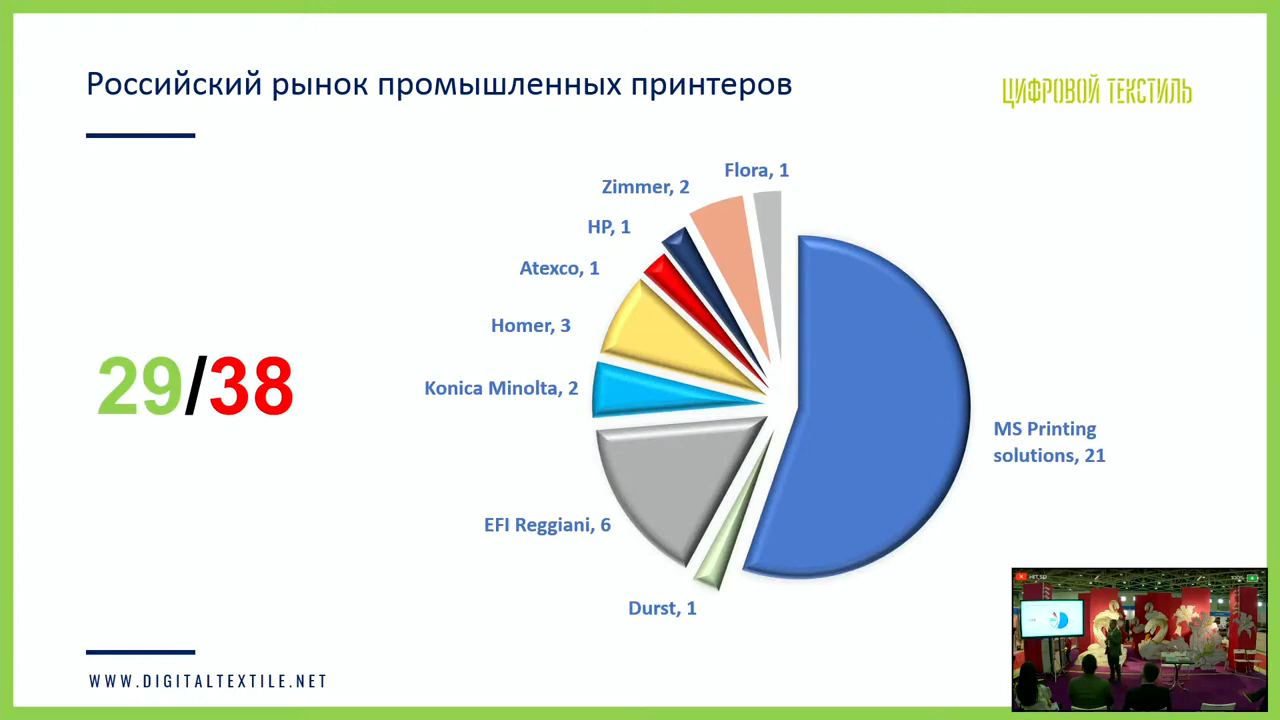 Российский рынок промышленных принтеров
ЦИФРОВОЙ ТЕКСТИЛЬ
Flora, 1
Zimmer, 2
HP, 1
Atexco, 1
Homer, 3
Konica Minolta, 2
29/38
MS Printing
solutions, 21
EFI Reggiani, 6
Durst, 1
WWW.DIGITALTEXTILE.NET